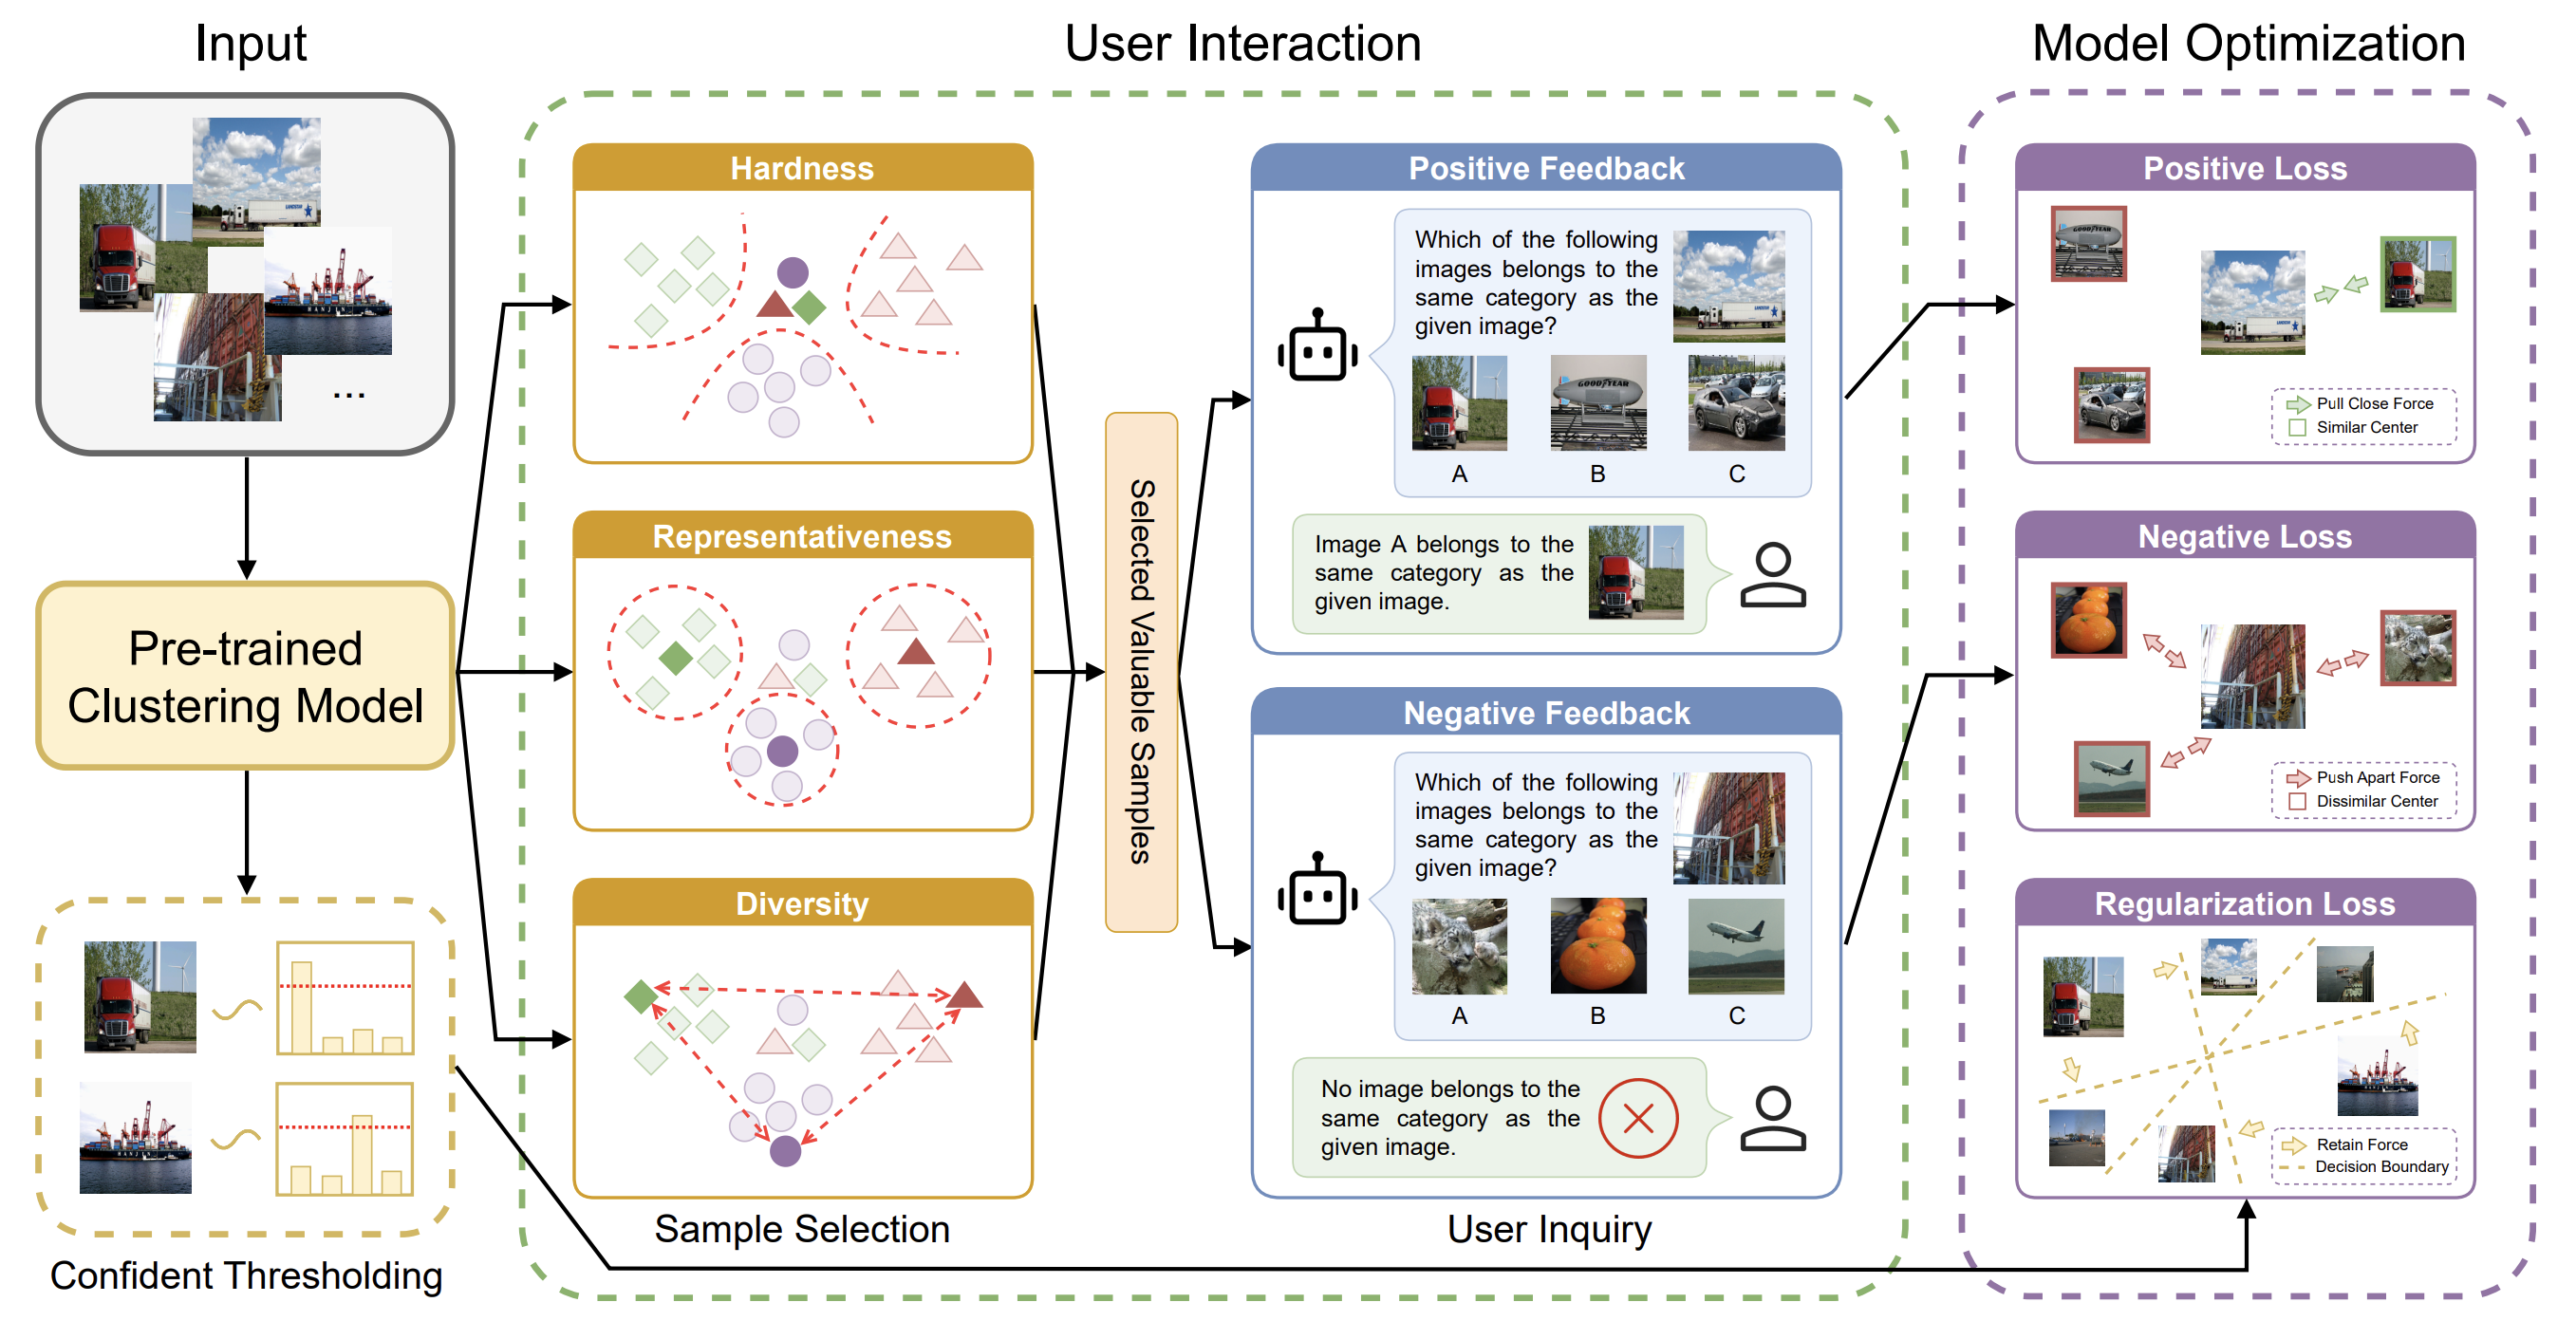 Input
User Interaction
Model Optimization
...
Pre-trained
Clustering Model
Confident Thresholding
Hardness
Representativeness
Diversity
Sample Selection
Selected Valuable Samples
Positive Feedback
Which of the following
images belongs to the
same category as the
given image?
GOODYEAR
A
B
C
Image A belongs to the
same category as the
given image.
Negative Feedback
Which of the following
images belongs to the
same category as the
given image?
A
B
C
No image belongs to the
same category as the
given image.
User Inquiry
Positive Loss
GOODYEAR
Pull Close Force
Similar Center
Negative Loss
Push Apart Force
Dissimilar Center
Regularization Loss
Retain Force
Decision Boundary